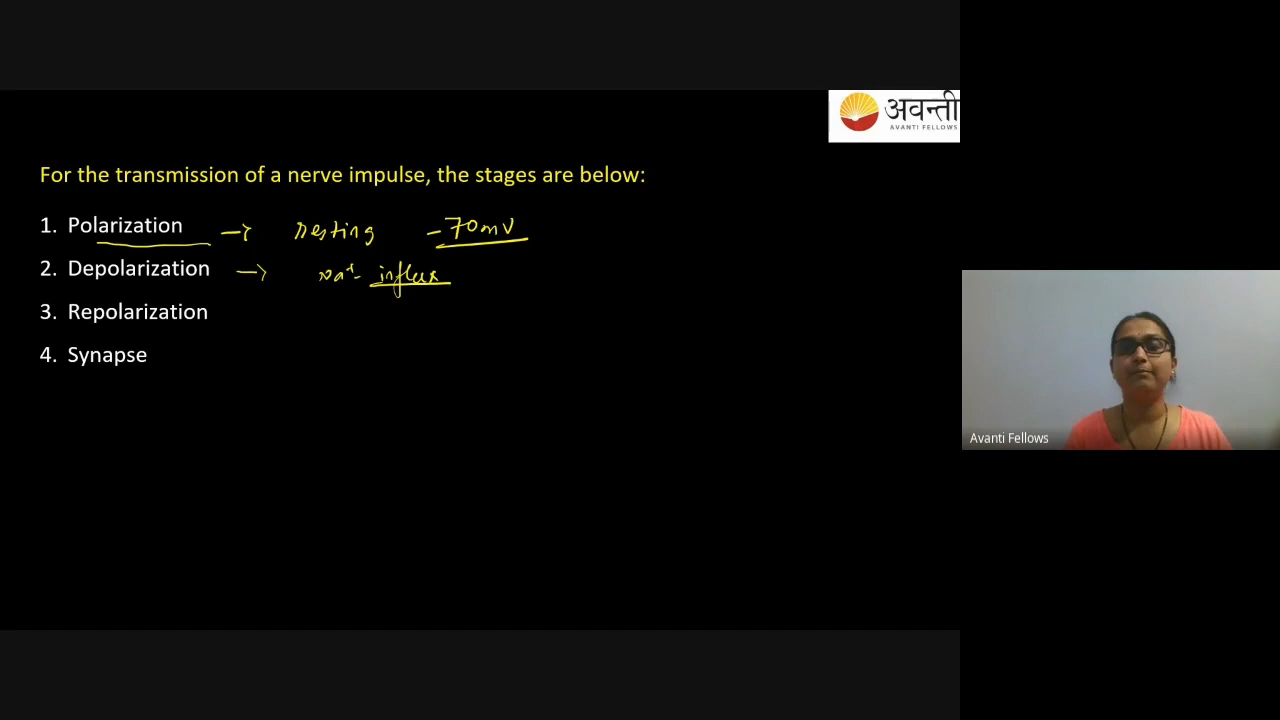 अवन्ती
AVANTI FELLOWS
For the transmission of a nerve impulse, the stages are below:
1. Polarization → resting -70mV
2. Depolarization → Na+ influx
3. Repolarization
4. Synapse
Avanti Fellows